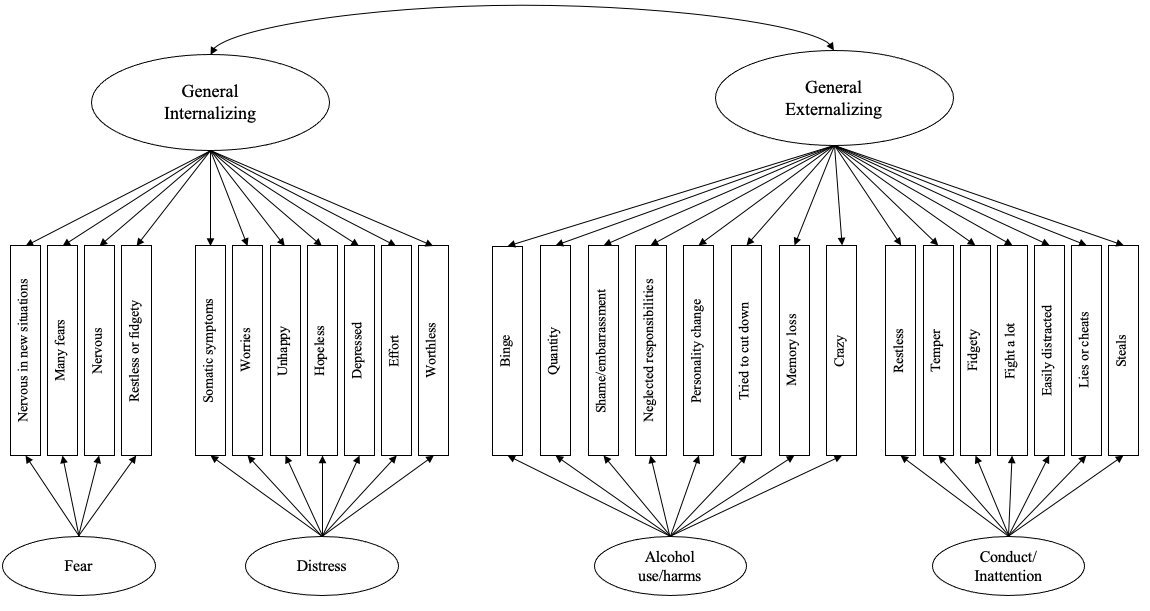 General
Internalizing
General
Externalizing
Nervous in new situations
Many fears
Nervous
Restless or fidgety
Somatic symptoms
Worries
Unhappy
Hopeless
Depressed
Effort
Worthless
Binge
Quantity
Shame/embarrassment
Neglected responsibilities
Personality change
Tried to cut down
Memory loss
Crazy
Restless
Temper
Fidgety
Fight a lot
Easily distracted
Lies or cheats
Steals
Fear
Distress
Alcohol
use/harms
Conduct/
Inattention